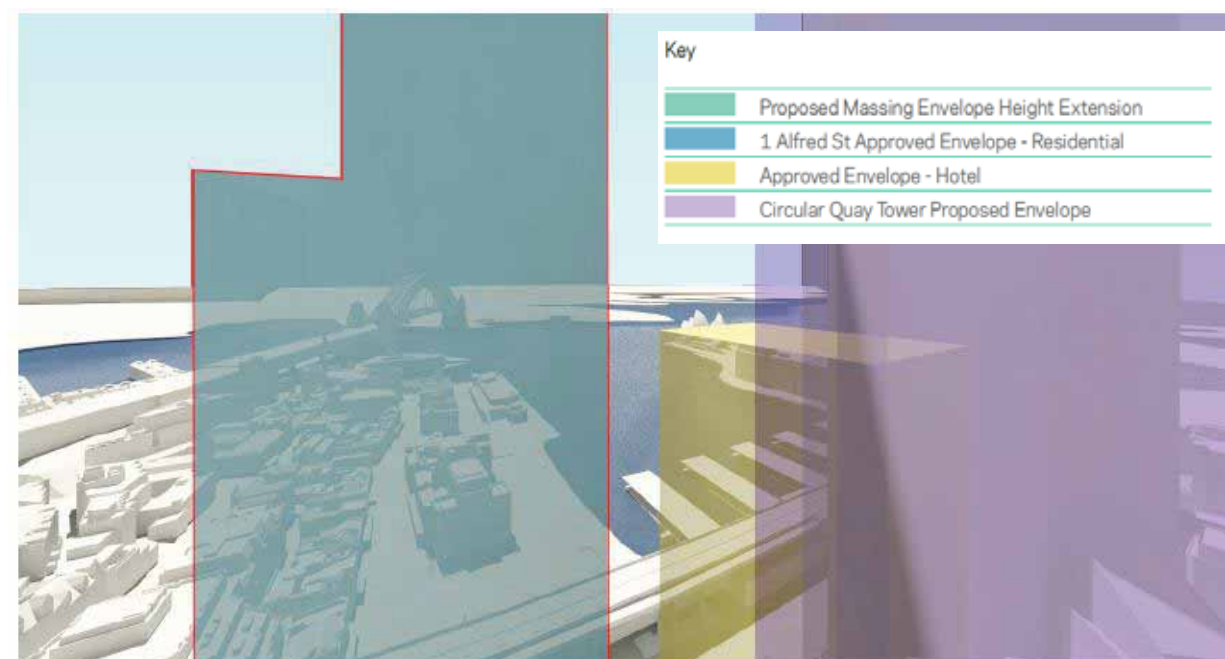 Key
Proposed Massing Envelope Height Extension
1 Alfred St Approved Envelope - Residential
Approved Envelope - Hotel
Circular Quay Tower Proposed Envelope